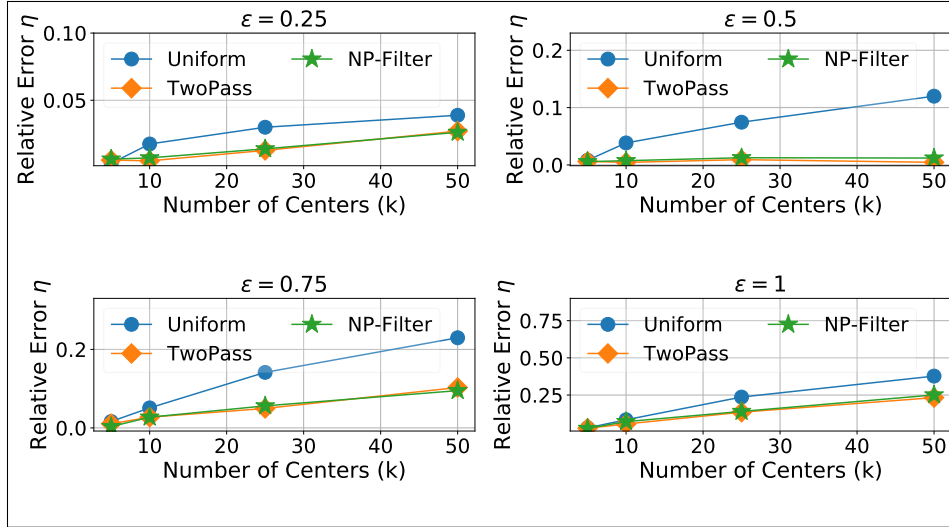 ε = 0.25
Relative Error η
0.10
0.05
Uniform
TwoPass
NP-Filter
10 20 30 40 50
Number of Centers (k)
ε = 0.5
Relative Error η
0.2
0.1
0.0
Uniform
TwoPass
NP-Filter
10 20 30 40 50
Number of Centers (k)
ε = 0.75
Relative Error η
0.2
0.0
Uniform
TwoPass
NP-Filter
10 20 30 40 50
Number of Centers (k)
ε = 1
Relative Error η
0.75
0.50
0.25
Uniform
TwoPass
NP-Filter
10 20 30 40 50
Number of Centers (k)